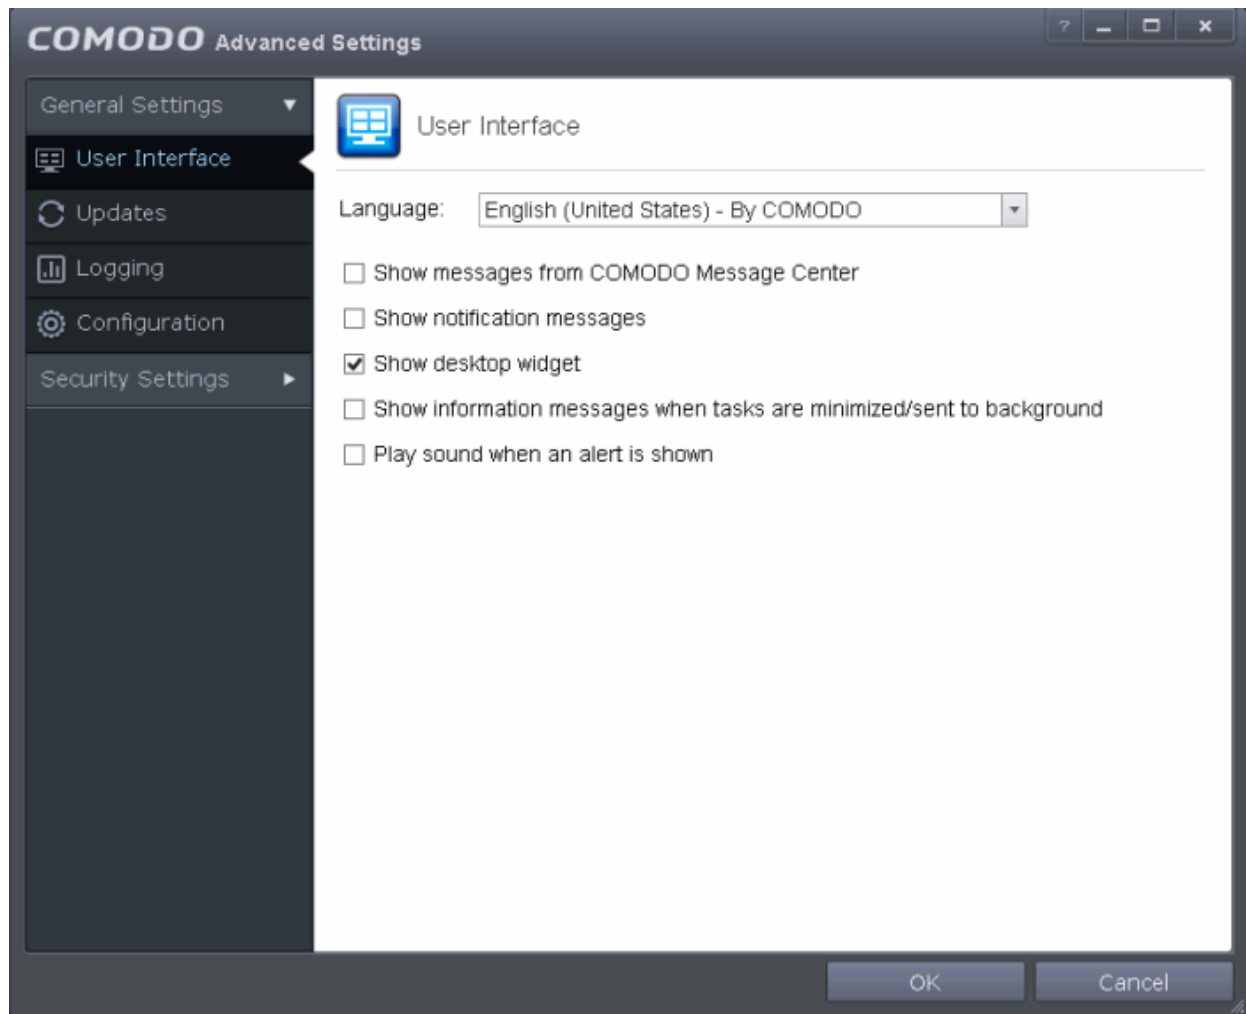 COMODO Advanced Settings
?
General Settings
User Interface
Updates
Logging
Configuration
Security Settings
User Interface
Language: English (United States) - By COMODO
Show messages from COMODO Message Center
Show notification messages
Show desktop widget
Show information messages when tasks are minimized/sent to background
Play sound when an alert is shown
OK Cancel